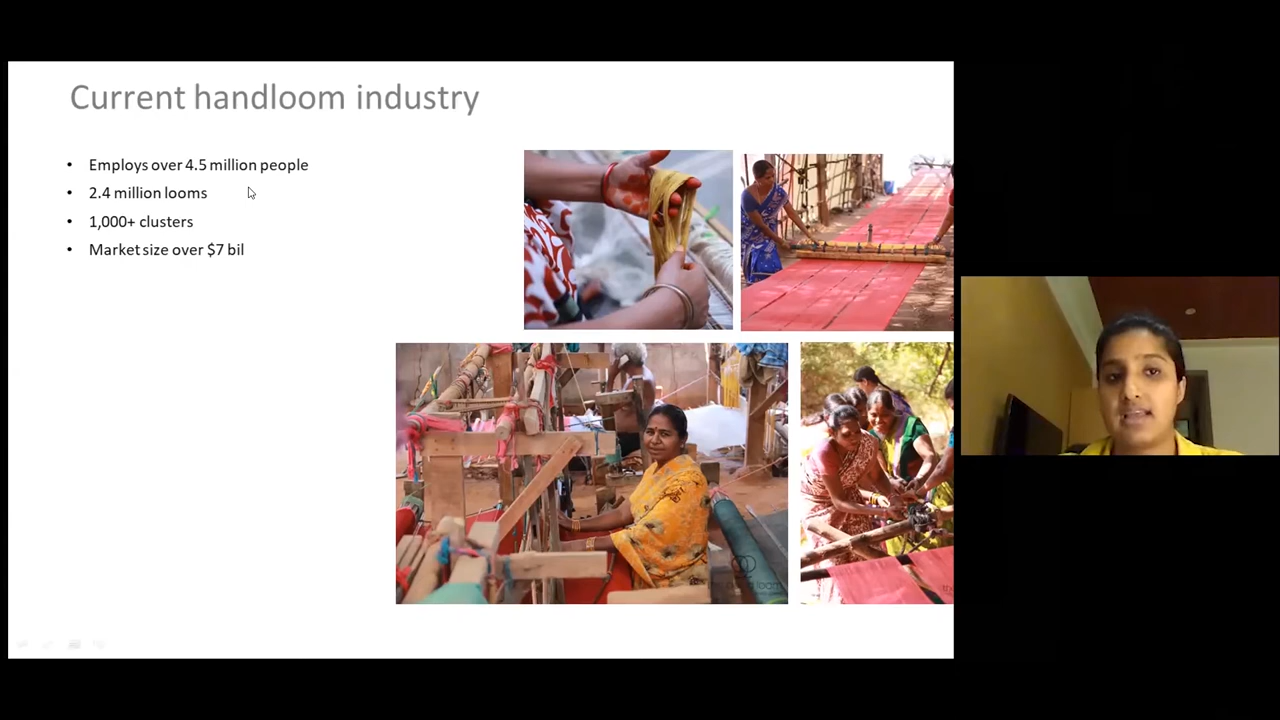 Current handloom industry
• Employs over 4.5 million people
• 2.4 million looms
• 1,000+ clusters
• Market size over $7 bil